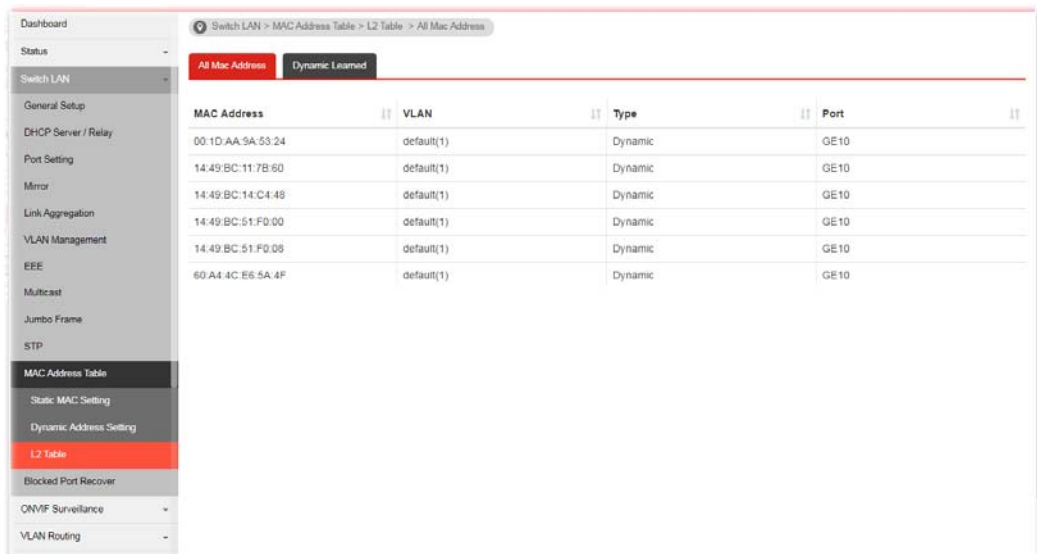 Dashboard
Status
Switch LAN
General Setup
DHCP Server / Relay
Port Setting
Mirror
Link Aggregation
VLAN Management
EEE
Multicast
Jumbo Frame
STP
MAC Address Table
Static MAC Setting
Dynamic Address Setting
L2 Table
Blocked Port Recover
ONVIF Surveillance
VLAN Routing
Switch LAN > MAC Address Table > L2 Table > All Mac Address
All Mac Address Dynamic Learned
MAC Address VLAN Type Port
00:1D:AA:9A:53:24 default(1) Dynamic GE10
14:49:BC:11:7B:60 default(1) Dynamic GE10
14:49:BC:14:C4:48 default(1) Dynamic GE10
14:49:BC:51:F0:00 default(1) Dynamic GE10
14:49:BC:51:F0:08 default(1) Dynamic GE10
60:A4:4C:E6:5A:4F default(1) Dynamic GE10